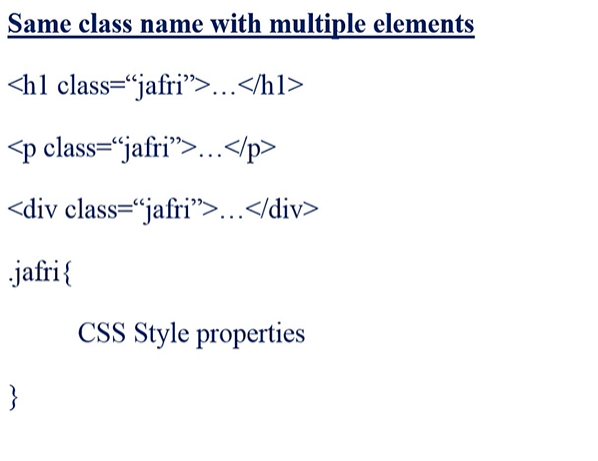 Same class name with multiple elements
<h1 class=“jafri”>…</h1>
<p class=“jafri”>…</p>
<div class=“jafri”>…</div>
.jafri{
CSS Style properties
}